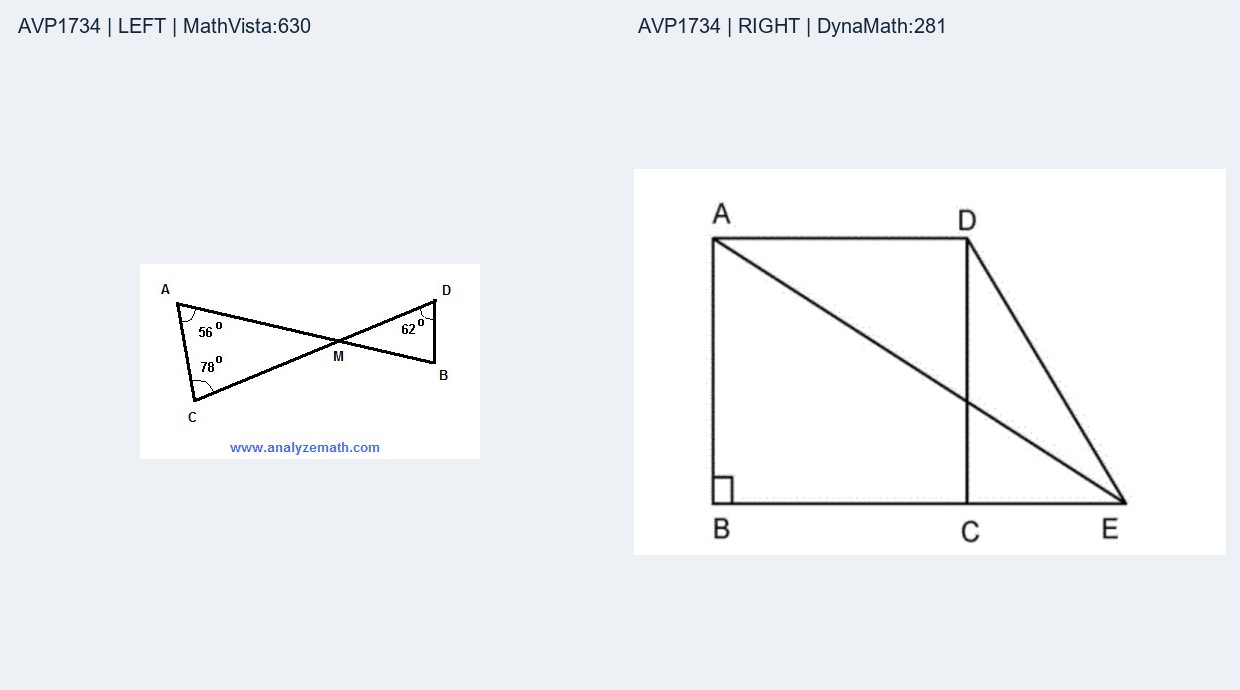 AVP1734 | LEFT | MathVista:630
AVP1734 | RIGHT | DynaMath:281
A
D
56°
62°
78°
M
B
C
www.analyzemath.com
A
D
B
C
E